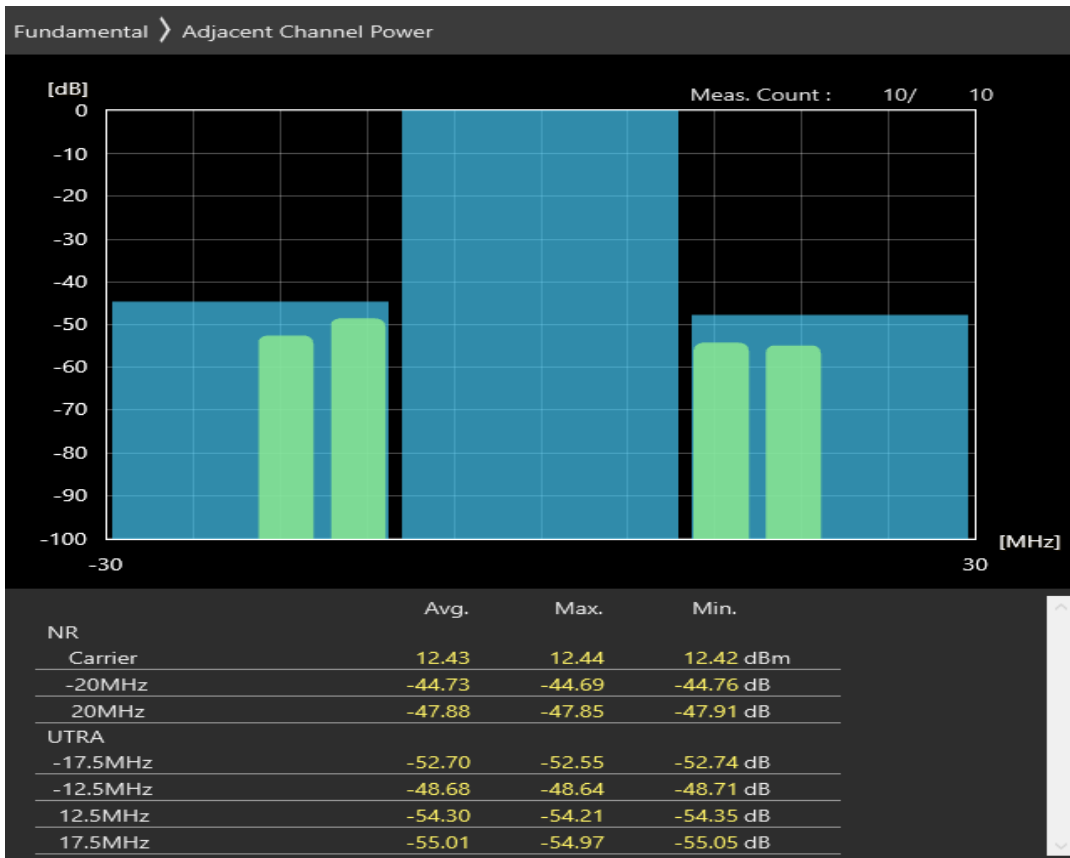 Fundamental 〉 Adjacent Channel Power
[dB]
Meas. Count : 10/ 10
0
-10
-20
-30
-40
-50
-60
-70
-80
-90
-100
[MHz]
-30 30
Avg. Max. Min.
NR
Carrier 12.43 12.44 12.42 dBm
-20MHz -44.73 -44.69 -44.76 dB
20MHz -47.88 -47.85 -47.91 dB
UTRA
-17.5MHz -52.70 -52.55 -52.74 dB
-12.5MHz -48.68 -48.64 -48.71 dB
12.5MHz -54.30 -54.21 -54.35 dB
17.5MHz -55.01 -54.97 -55.05 dB